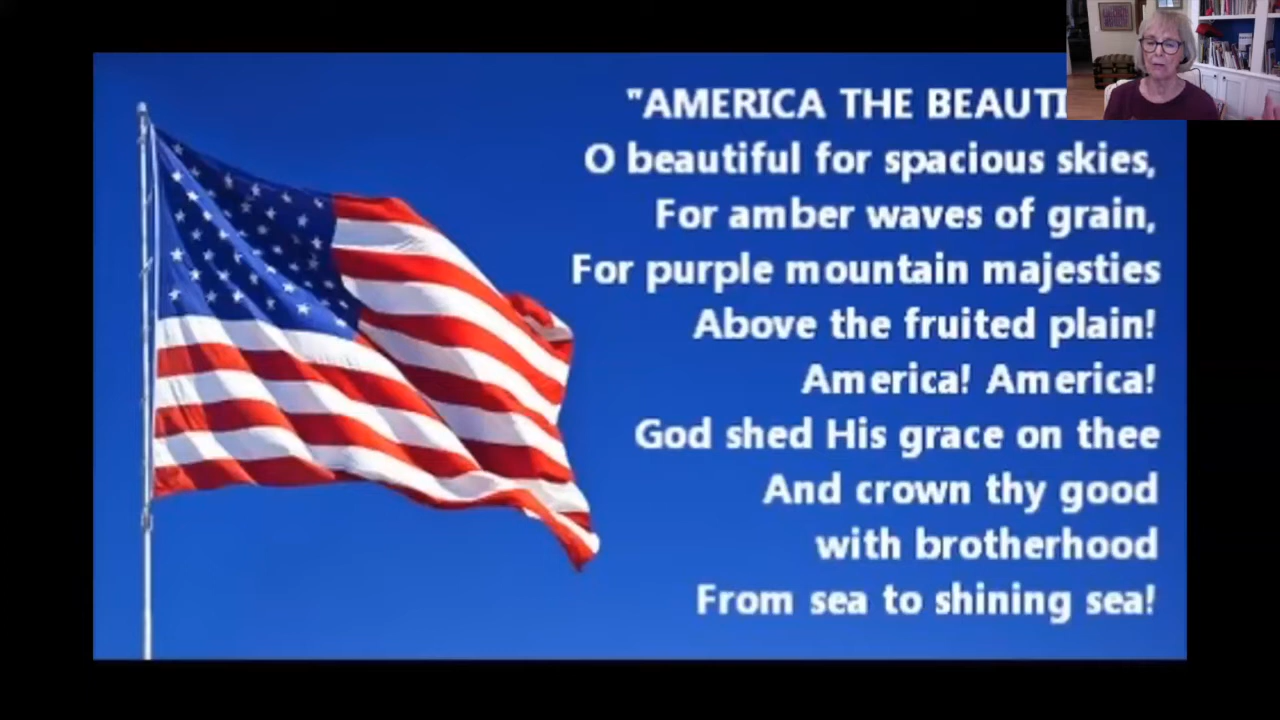 "AMERICA THE BEAUTI
O beautiful for spacious skies,
For amber waves of grain,
For purple mountain majesties
Above the fruited plain!
America! America!
God shed His grace on thee
And crown thy good
with brotherhood
From sea to shining sea!